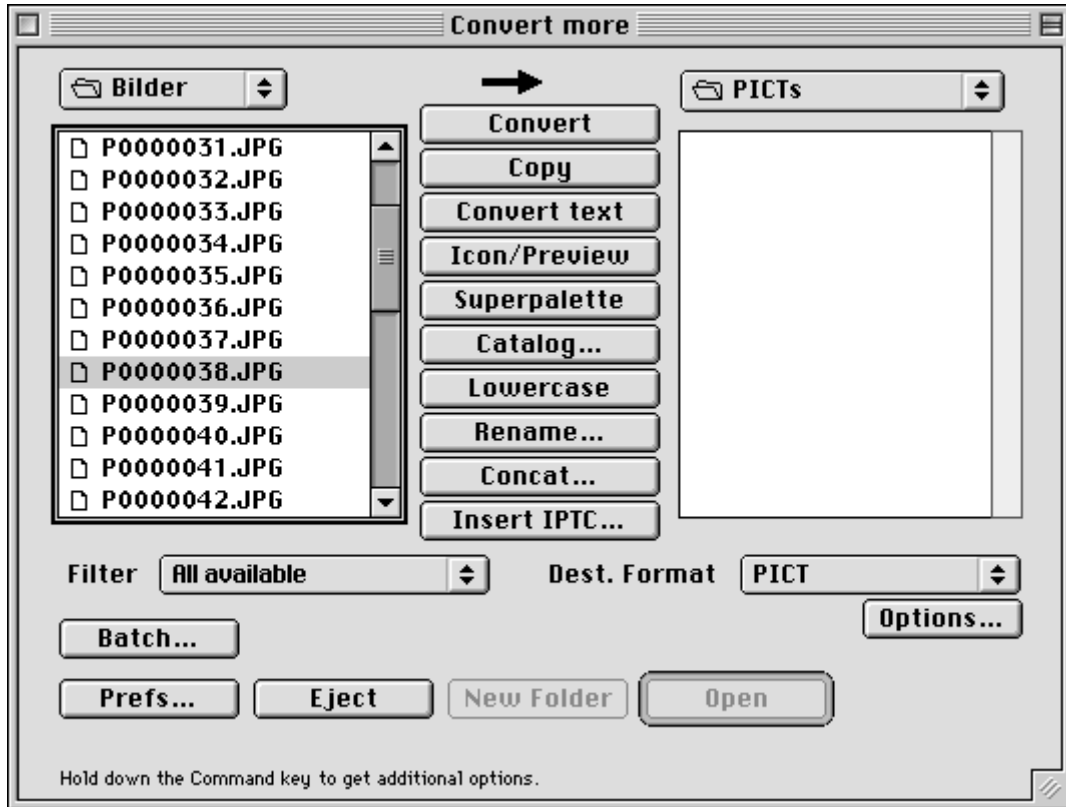 Convert more
Bilder
PICTs
P0000031.JPG
P0000032.JPG
P0000033.JPG
P0000034.JPG
P0000035.JPG
P0000036.JPG
P0000037.JPG
P0000038.JPG
P0000039.JPG
P0000040.JPG
P0000041.JPG
P0000042.JPG
Convert
Copy
Convert text
Icon/Preview
Superpalette
Catalog...
Lowercase
Rename...
Concat...
Insert IPTC...
Filter All available
Dest. Format PICT
Options...
Batch...
Prefs... Eject New Folder Open
Hold down the Command key to get additional options.